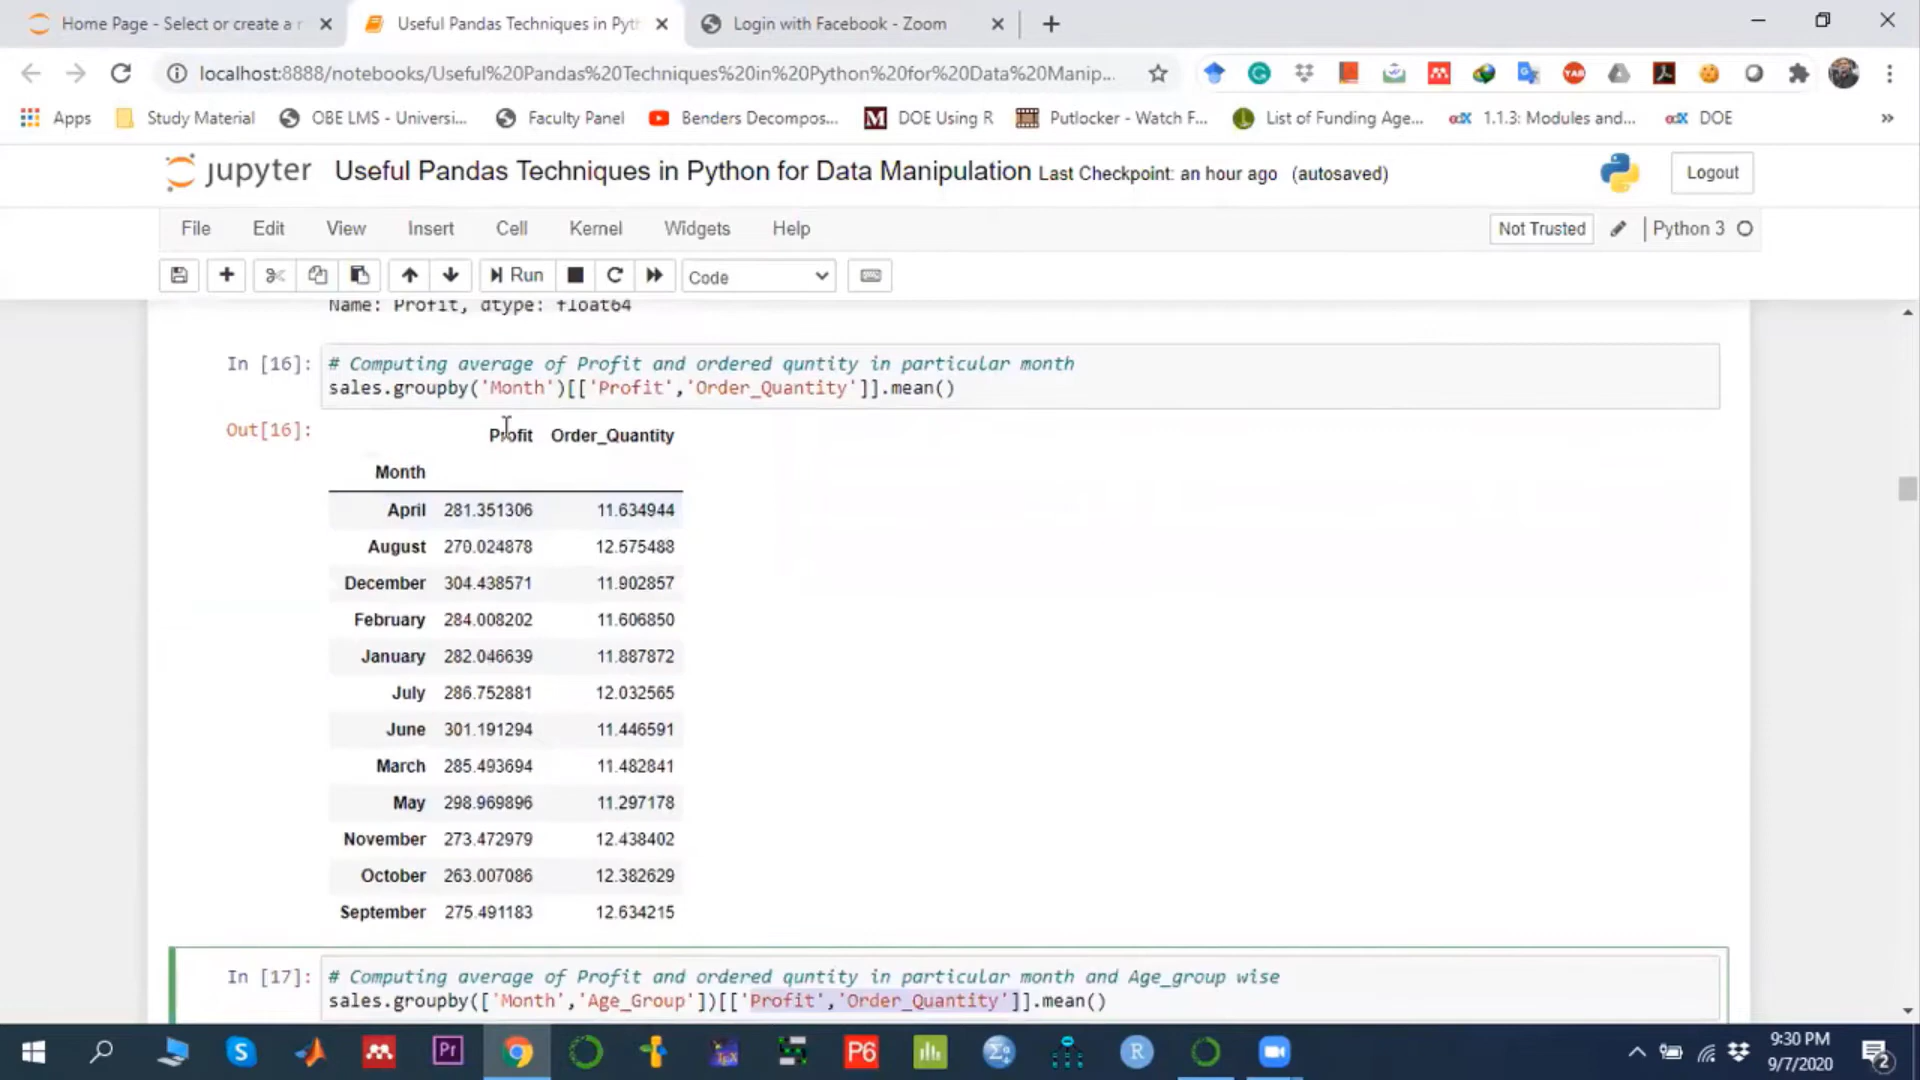 Home Page - Select or create a n
Useful Pandas Techniques in Pyth
Login with Facebook - Zoom
localhost:8888/notebooks/Useful%20Pandas%20Techniques%20in%20Python%20for%20Data%20Manip...
Apps
Study Material
OBE LMS - Universi...
Faculty Panel
Benders Decompos...
DOE Using R
Putlocker - Watch F...
List of Funding Age...
1.1.3: Modules and...
DOE
jupyter Useful Pandas Techniques in Python for Data Manipulation Last Checkpoint: an hour ago (autosaved)
Logout
File Edit View Insert Cell Kernel Widgets Help
Not Trusted
Python 3
Run
Code
Name: Profit, dtype: float64
In [16]: # Computing average of Profit and ordered quntity in particular month
sales.groupby('Month')[['Profit','Order_Quantity']].mean()
Out[16]:
Profit Order_Quantity
Month
April 281.351306 11.634944
August 270.024878 12.575488
December 304.438571 11.902857
February 284.008202 11.606850
January 282.046639 11.887872
July 286.752881 12.032565
June 301.191294 11.446591
March 285.493694 11.482841
May 298.969896 11.297178
November 273.472979 12.438402
October 263.007086 12.382629
September 275.491183 12.634215
In [17]: # Computing average of Profit and ordered quntity in particular month and Age_group wise
sales.groupby(['Month','Age_Group'])[['Profit','Order_Quantity']].mean()
Pr
P6
R
9:30 PM
9/7/2020
2